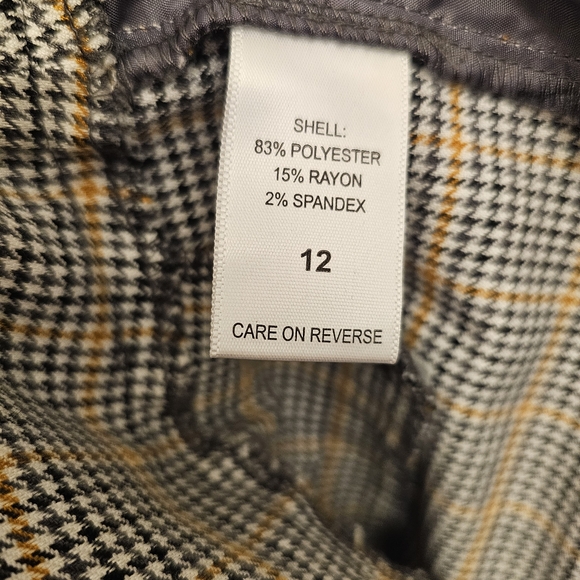 SHELL:
83% POLYESTER
15% RAYON
2% SPANDEX
12
CARE ON REVERSE